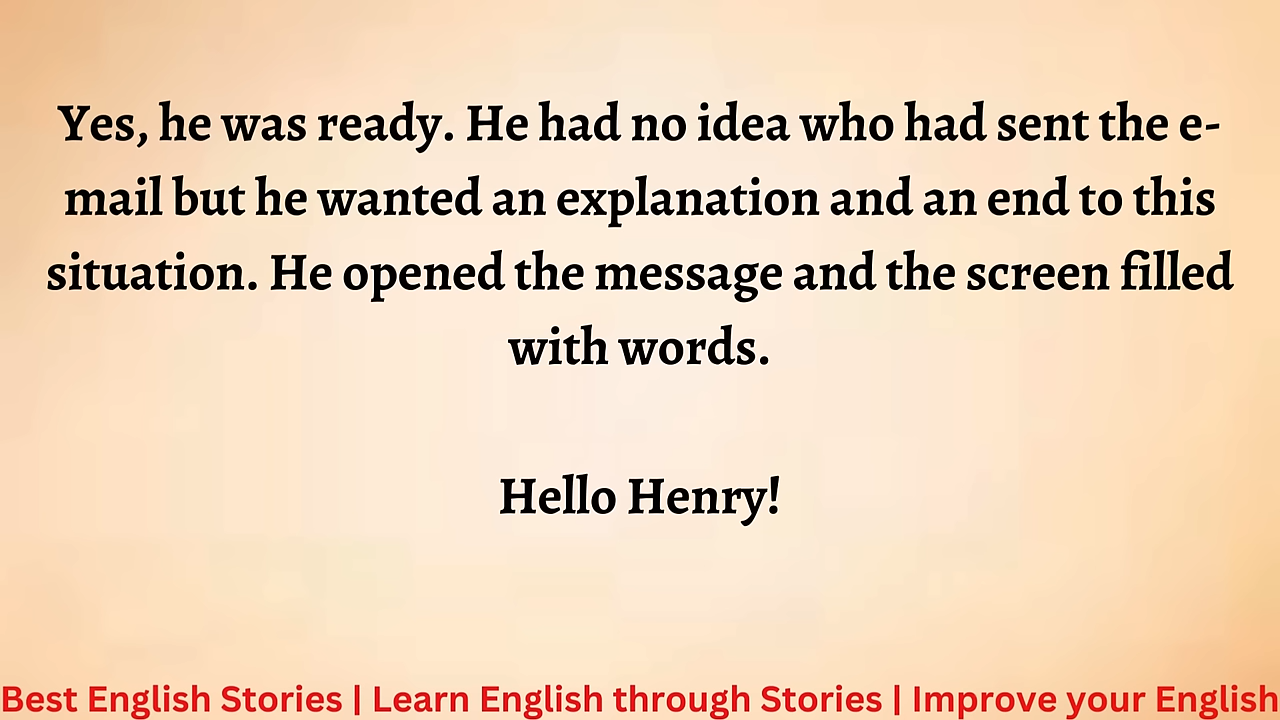 Yes, he was ready. He had no idea who had sent the e-
mail but he wanted an explanation and an end to this
situation. He opened the message and the screen filled
with words.
Hello Henry!
Best English Stories | Learn English through Stories | Improve your English